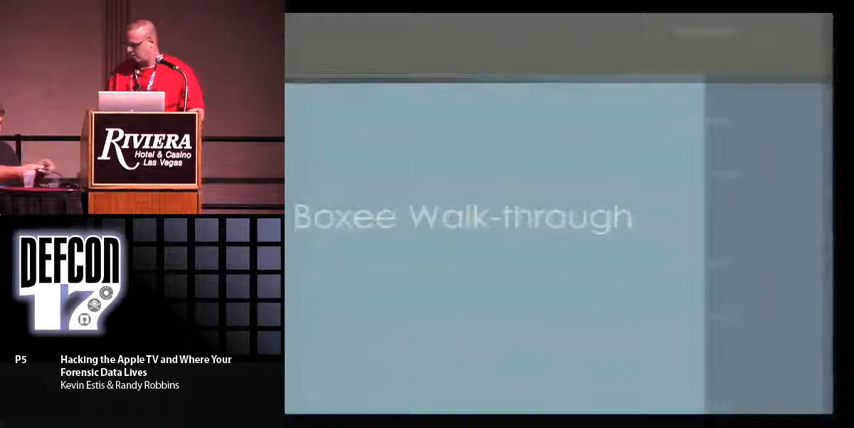 RIVIERA
Hotel & Casino
Las Vegas
Boxee Walk-through
DEFCON
17
P5
Hacking the Apple TV and Where Your
Forensic Data Lives
Kevin Estis & Randy Robbins